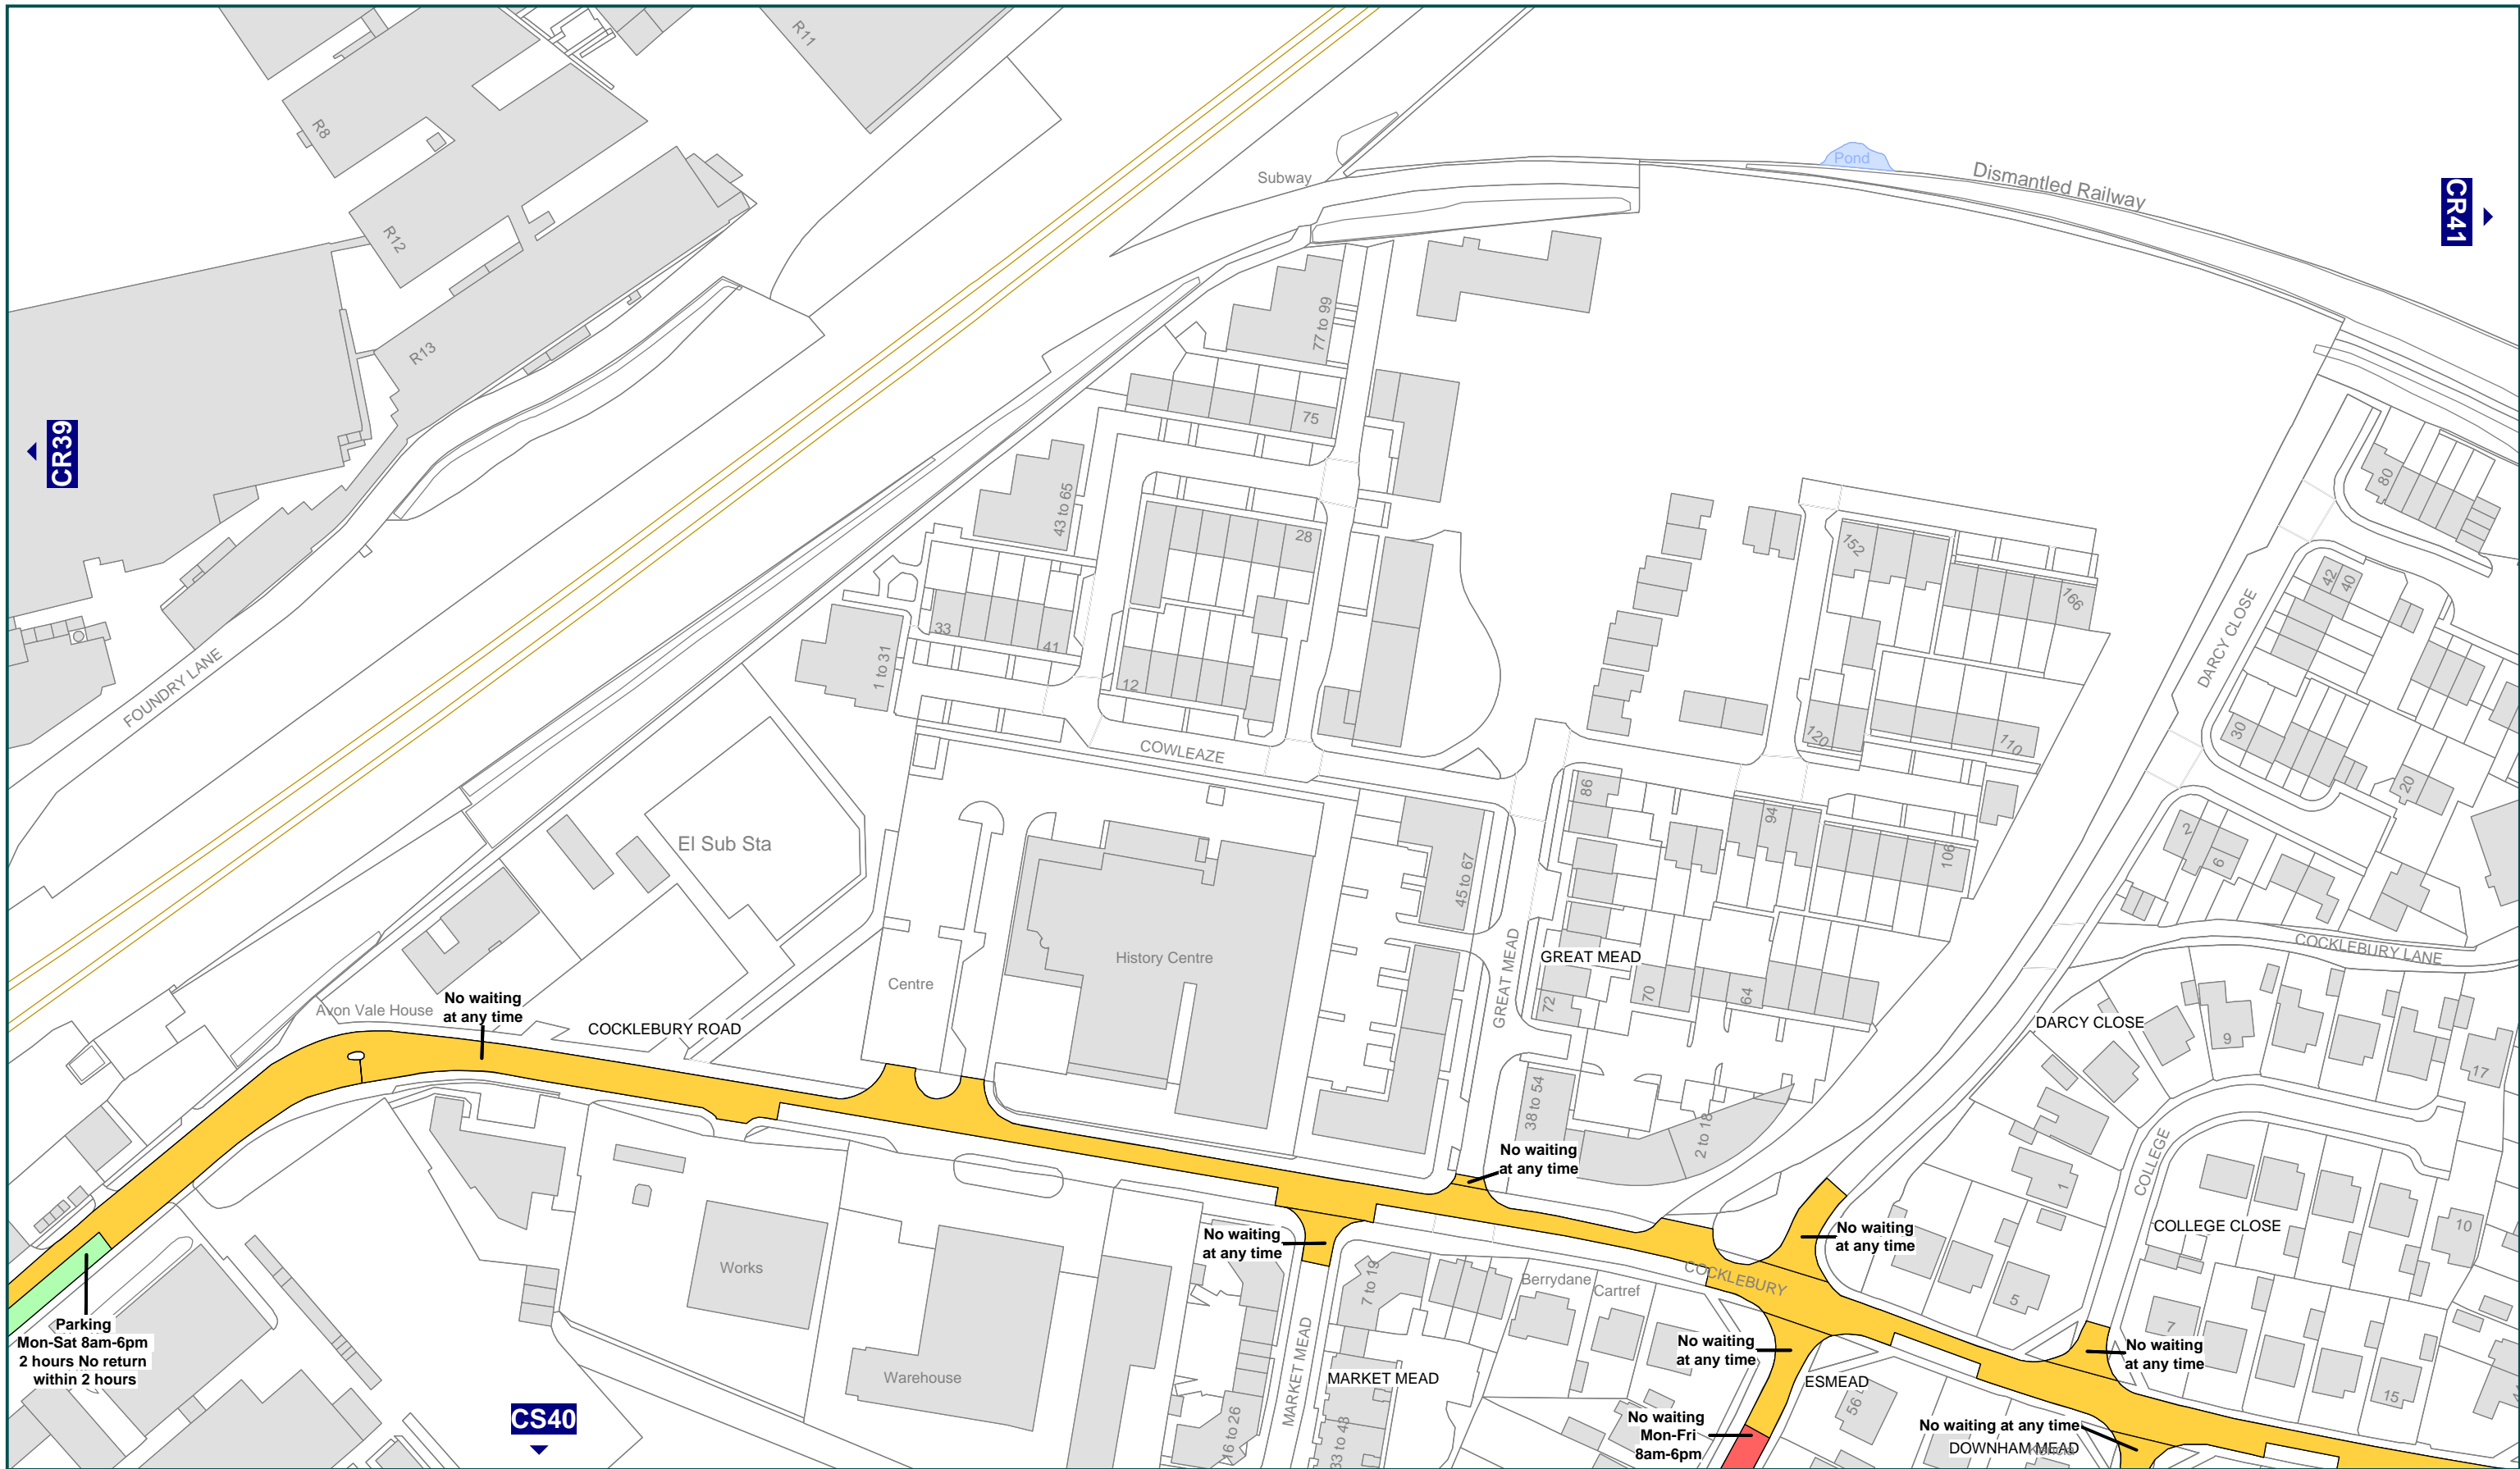 R11
R8
Subway
Pond
Dismantled Railway
CR41
R12
R13
77 to 99
75
CR39
43 to 65
28
80
152
166
42
40
33
41
1 to 31
12
DARCY CLOSE
FOUNDRY LANE
COWLEAZE
120
110
30
86
94
20
El Sub Sta
45 to 67
106
2
6
GREAT MEAD
GREAT MEAD
COCKLEBURY LANE
History Centre
Centre
72
70
64
Avon Vale House
No waiting
at any time
COCKLEBURY ROAD
DARCY CLOSE
9
17
38 to 54
2 to 18
No waiting
at any time
COLLEGE
1
COLLEGE CLOSE
10
No waiting
at any time
No waiting
at any time
Works
7 to 19
COCKLEBURY
Berrydane
Cartref
5
7
Parking
Mon-Sat 8am-6pm
2 hours No return
within 2 hours
No waiting
at any time
No waiting
at any time
Warehouse
MARKET MEAD
MARKET MEAD
ESMEAD
56
15
CS40
16 to 26
33 to 43
No waiting
Mon-Fri
8am-6pm
No waiting at any time
DOWNHAM MEAD